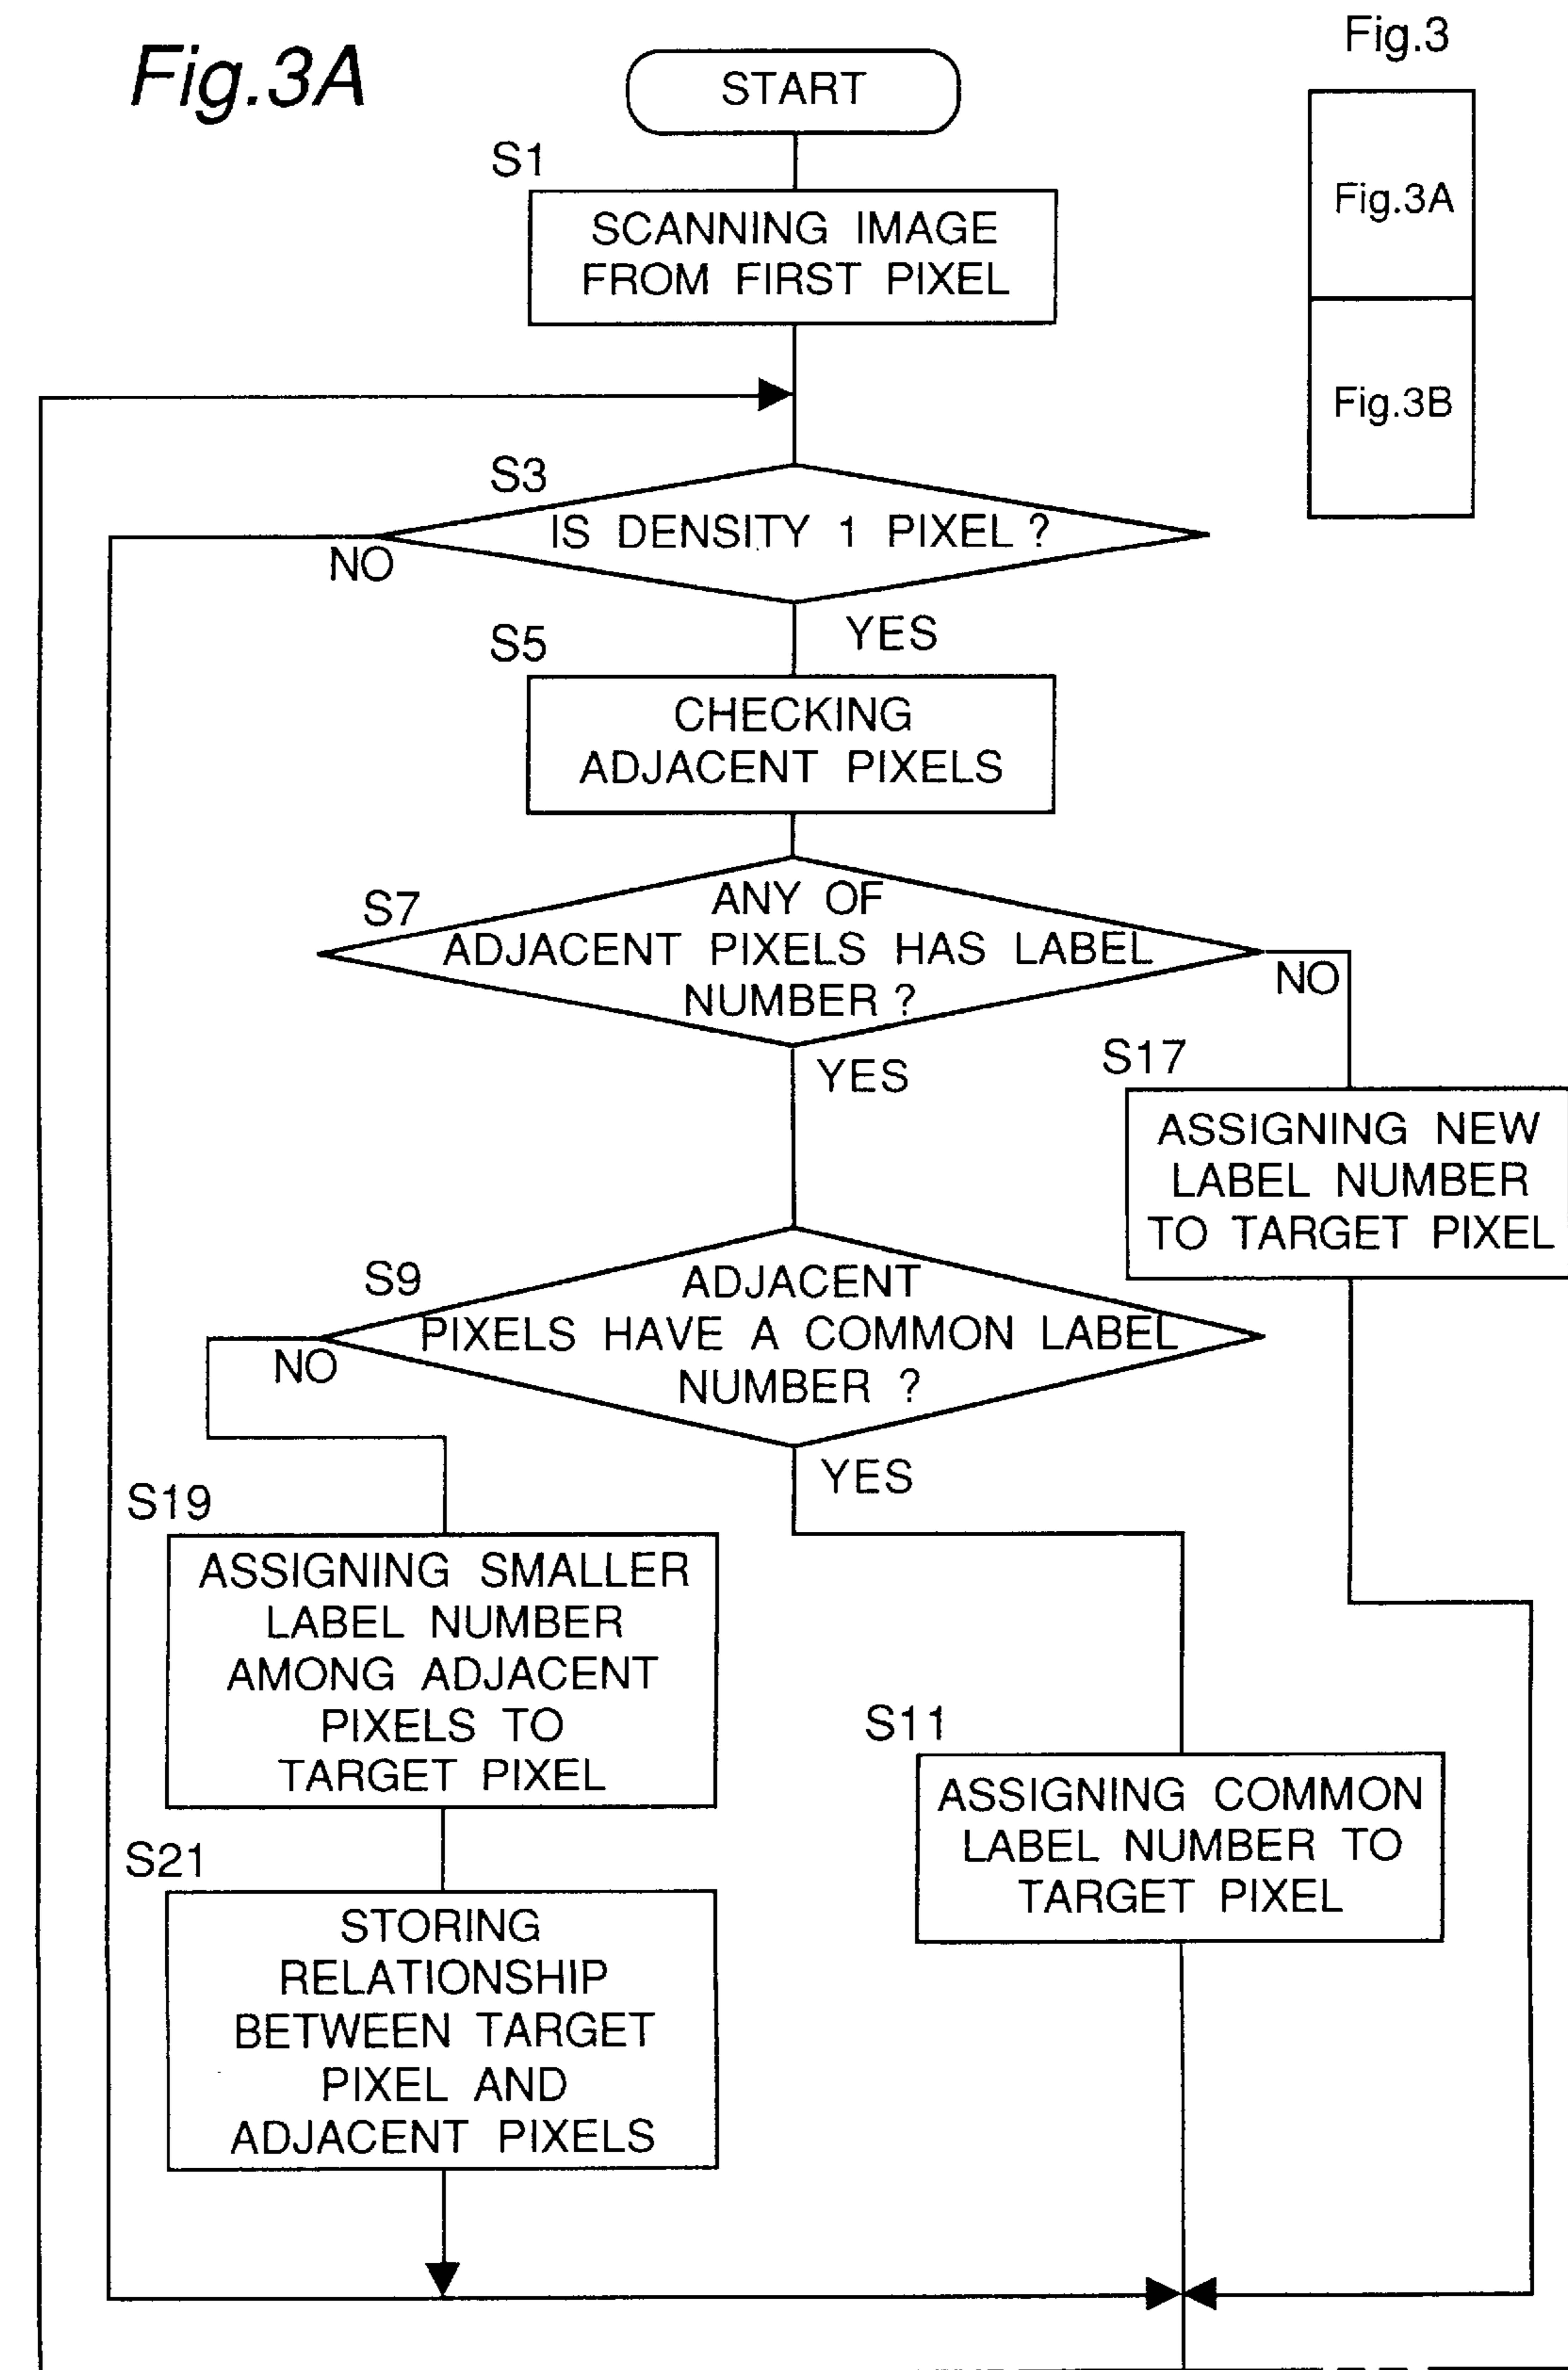 Fig.3A
Fig.3
START
Fig.3A
Fig.3B
S1
SCANNING IMAGE
FROM FIRST PIXEL
S3
IS DENSITY 1 PIXEL ?
NO
YES
S5
CHECKING
ADJACENT PIXELS
S7
ANY OF
ADJACENT PIXELS HAS LABEL
NUMBER ?
NO
YES
S17
ASSIGNING NEW
LABEL NUMBER
TO TARGET PIXEL
S9
ADJACENT
PIXELS HAVE A COMMON LABEL
NUMBER ?
NO
YES
S19
ASSIGNING SMALLER
LABEL NUMBER
AMONG ADJACENT
PIXELS TO
TARGET PIXEL
S11
ASSIGNING COMMON
LABEL NUMBER TO
TARGET PIXEL
S21
STORING
RELATIONSHIP
BETWEEN TARGET
PIXEL AND
ADJACENT PIXELS